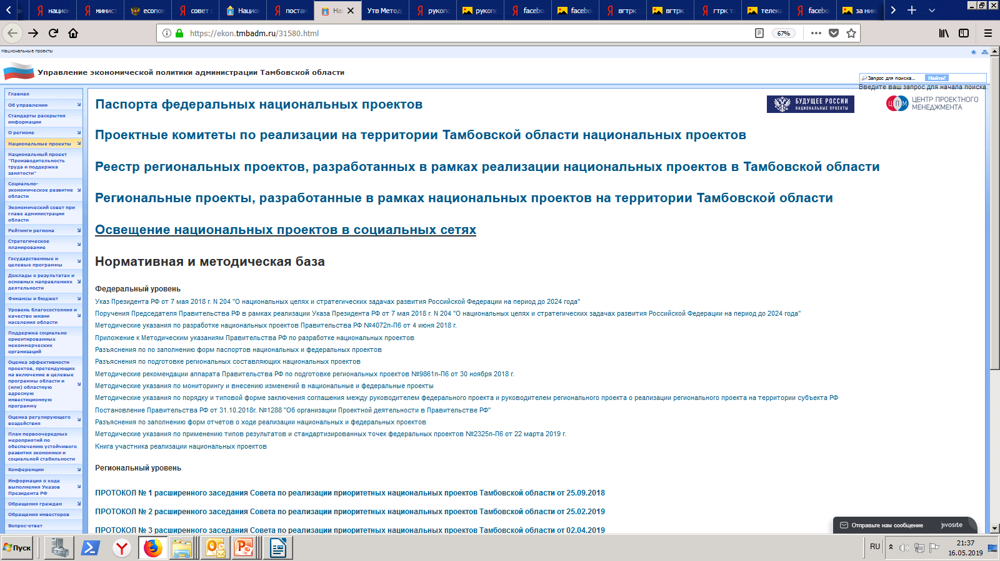 национ
минист
econom
совет г
Национ
постан
На
Утв Метод
рукопо
рукопо
facebo
facebo
вгтрк т
вгтрк т
гтрк т
телека
facebo
за ник
https://ekon.tmbadm.ru/31580.html
67%
Национальные проекты
Управление экономической политики администрации Тамбовской области
Запрос для поиска...
Найти!
Введите ваш запрос для начала поиска.
Главная
Об управлении
Стандарты раскрытия
информации
О регионе
Национальные проекты
Национальный проект
"Производительность
труда и поддержка
занятости"
Социально-
экономическое развитие
области
Экономический совет при
главе администрации
области
Рейтинги региона
Стратегическое
планирование
Государственные и
целевые программы
Доклады о результатах и
основных направлениях
деятельности
Финансы и бюджет
Уровень благосостояния и
качество жизни
населения области
Поддержка социально
ориентированных
некоммерческих
организаций
Оценка эффективности
проектов, претендующих
на включение в целевые
программы области и
(или) областную
адресную
инвестиционную
программу
Оценка регулирующего
воздействия
План первоочередных
мероприятий по
обеспечению устойчивого
развития экономики и
социальной стабильности
Конференции
Информация о ходе
выполнения Указов
Президента РФ
Обращения граждан
Обращения инвесторов
Вопрос-ответ
Паспорта федеральных национальных проектов
БУДУЩЕЕ РОССИИ
НАЦИОНАЛЬНЫЕ ПРОЕКТЫ
ЦПМ
ЦЕНТР ПРОЕКТНОГО
МЕНЕДЖМЕНТА
Проектные комитеты по реализации на территории Тамбовской области национальных проектов
Реестр региональных проектов, разработанных в рамках реализации национальных проектов в Тамбовской области
Региональные проекты, разработанные в рамках национальных проектов на территории Тамбовской области
Освещение национальных проектов в социальных сетях
Нормативная и методическая база
Федеральный уровень
Указ Президента РФ от 7 мая 2018 г. N 204 "О национальных целях и стратегических задачах развития Российской Федерации на период до 2024 года"
Поручения Председателя Правительства РФ в рамках реализации Указа Президента РФ от 7 мая 2018 г. N 204 "О национальных целях и стратегических задачах развития Российской Федерации на период до 2024 года"
Методические указания по разработке национальных проектов Правительства РФ №4072п-П6 от 4 июня 2018 г.
Приложение к Методическим указаниям Правительства РФ по разработке национальных проектов
Разъяснения по по заполнению форм паспортов национальных и федеральных проектов
Разъяснения по подготовке региональных составляющих национальных проектов
Методические рекомендации аппарата Правительства РФ по подготовке региональных проектов №9861п-П6 от 30 ноября 2018 г.
Методические указания по мониторингу и внесению изменений в национальные и федеральные проекты
Методические указания по порядку и типовой форме заключения соглашения между руководителем федерального проекта и руководителем регионального проекта о реализации регионального проекта на территории субъекта РФ
Постановление Правительства РФ от 31.10.2018г. №1288 "Об организации Проектной деятельности в Правительстве РФ"
Разъяснения по заполнению форм отчетов о ходе реализации национальных и федеральных проектов
Методические указания по применению типов результатов и стандартизированных точек федеральных проектов №2325п-П6 от 22 марта 2019 г.
Книга участника реализации национальных проектов
Региональный уровень
ПРОТОКОЛ № 1 расширенного заседания Совета по реализации приоритетных национальных проектов Тамбовской области от 25.09.2018
ПРОТОКОЛ № 2 расширенного заседания Совета по реализации приоритетных национальных проектов Тамбовской области от 25.02.2019
ПРОТОКОЛ № 3 расширенного заседания Совета по реализации приоритетных национальных проектов Тамбовской области от 02.04.2019
Отправьте нам сообщение
jivosite
Пуск
RU
21:37
16.05.2019